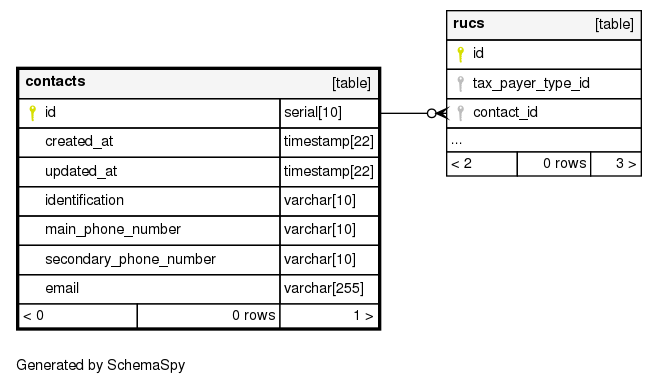 rucs [table]
id
tax_payer_type_id
contact_id
...
< 2 0 rows 3 >
contacts [table]
id serial[10]
created_at timestamp[22]
updated_at timestamp[22]
identification varchar[10]
main_phone_number varchar[10]
secondary_phone_number varchar[10]
email varchar[255]
< 0 0 rows 1 >
Generated by SchemaSpy